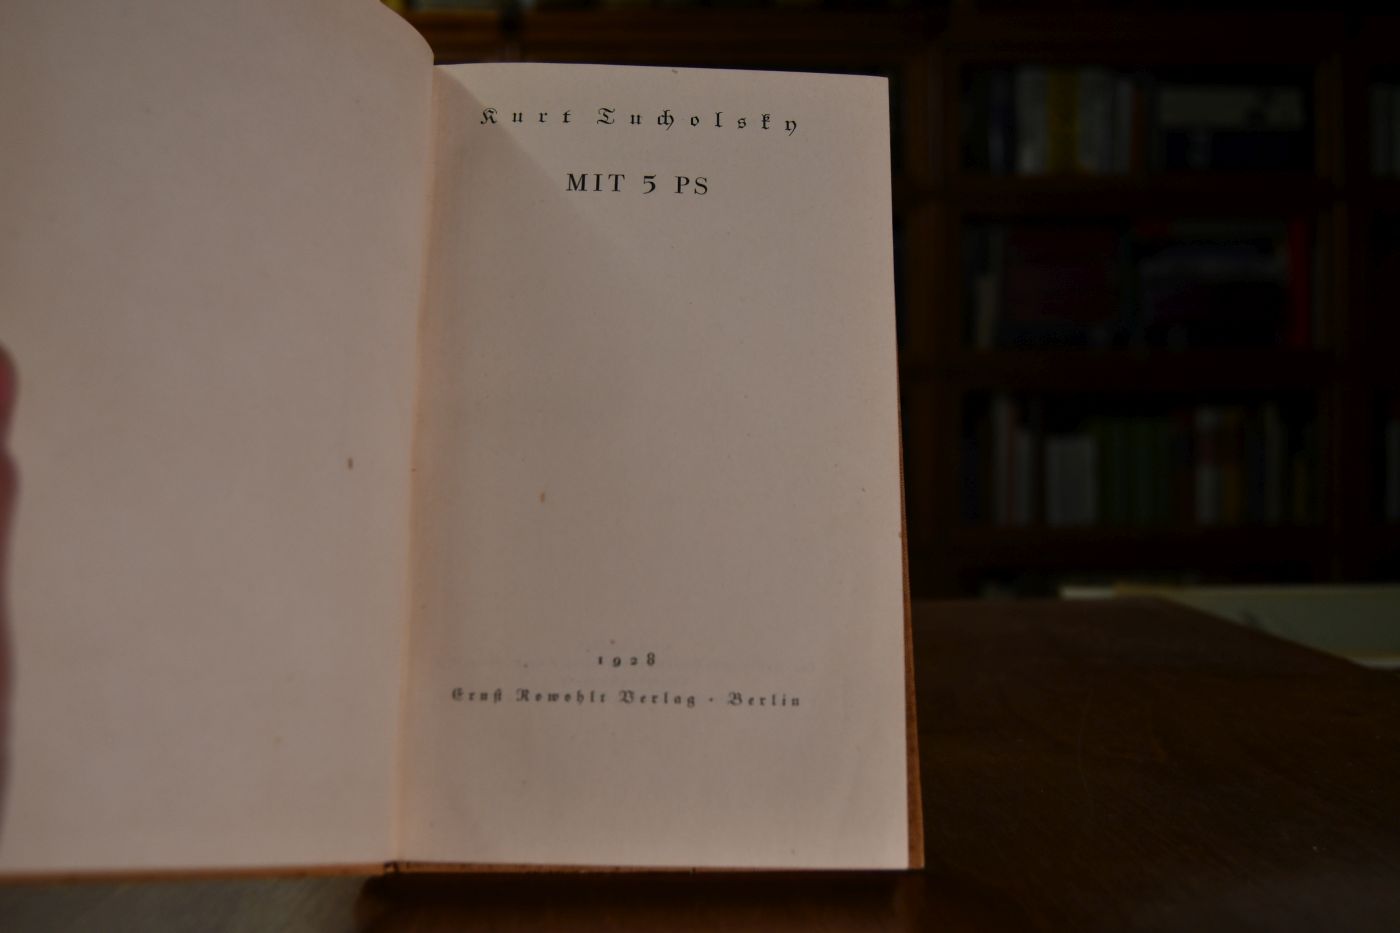 Kurt Tucholsky
MIT 5 PS
1928
Ernst Rowohlt Verlag · Berlin